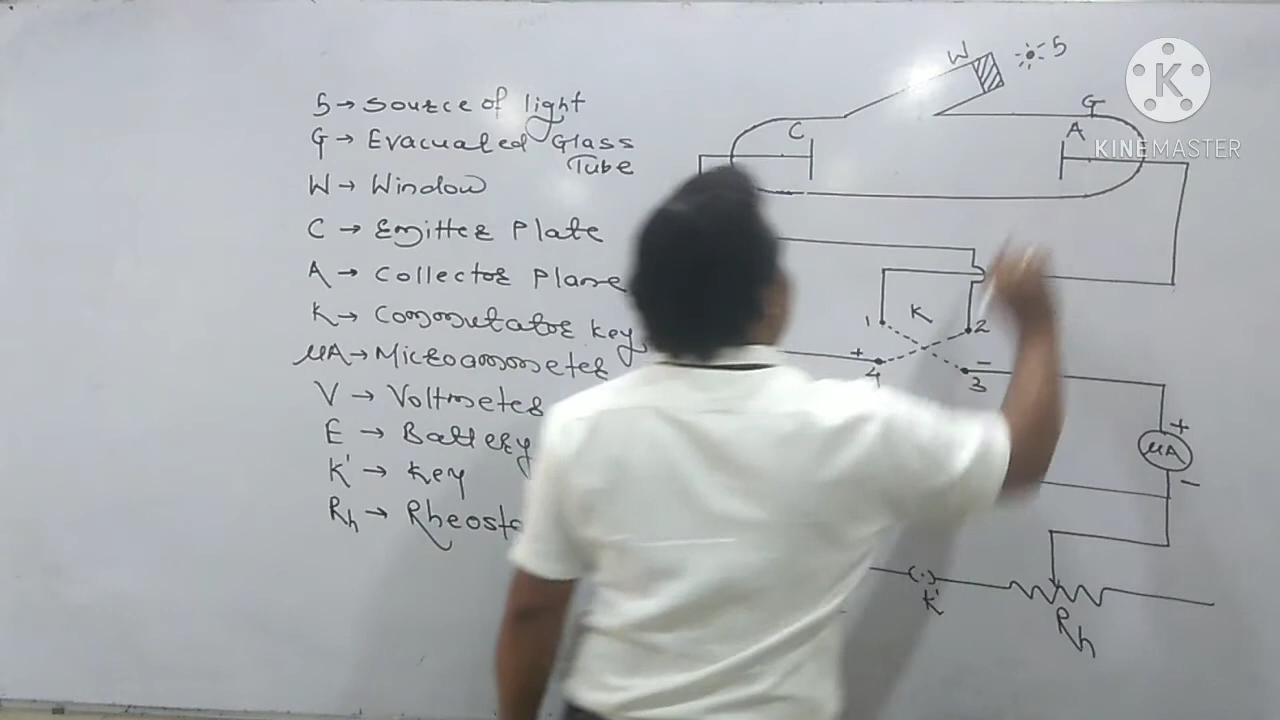 S → Source of light
G → Evacuated Glass
Tube
W → Window
C → Emitter Plate
A → Collector Plate
K → Commutator Key
μA → Microammeter
V → Voltmeter
E → Battery
K' → Key
Rh → Rheosta
W
S
G
C
A
K
1
2
+
4
-
3
+
μA
-
K'
Rh
K
KINEMASTER